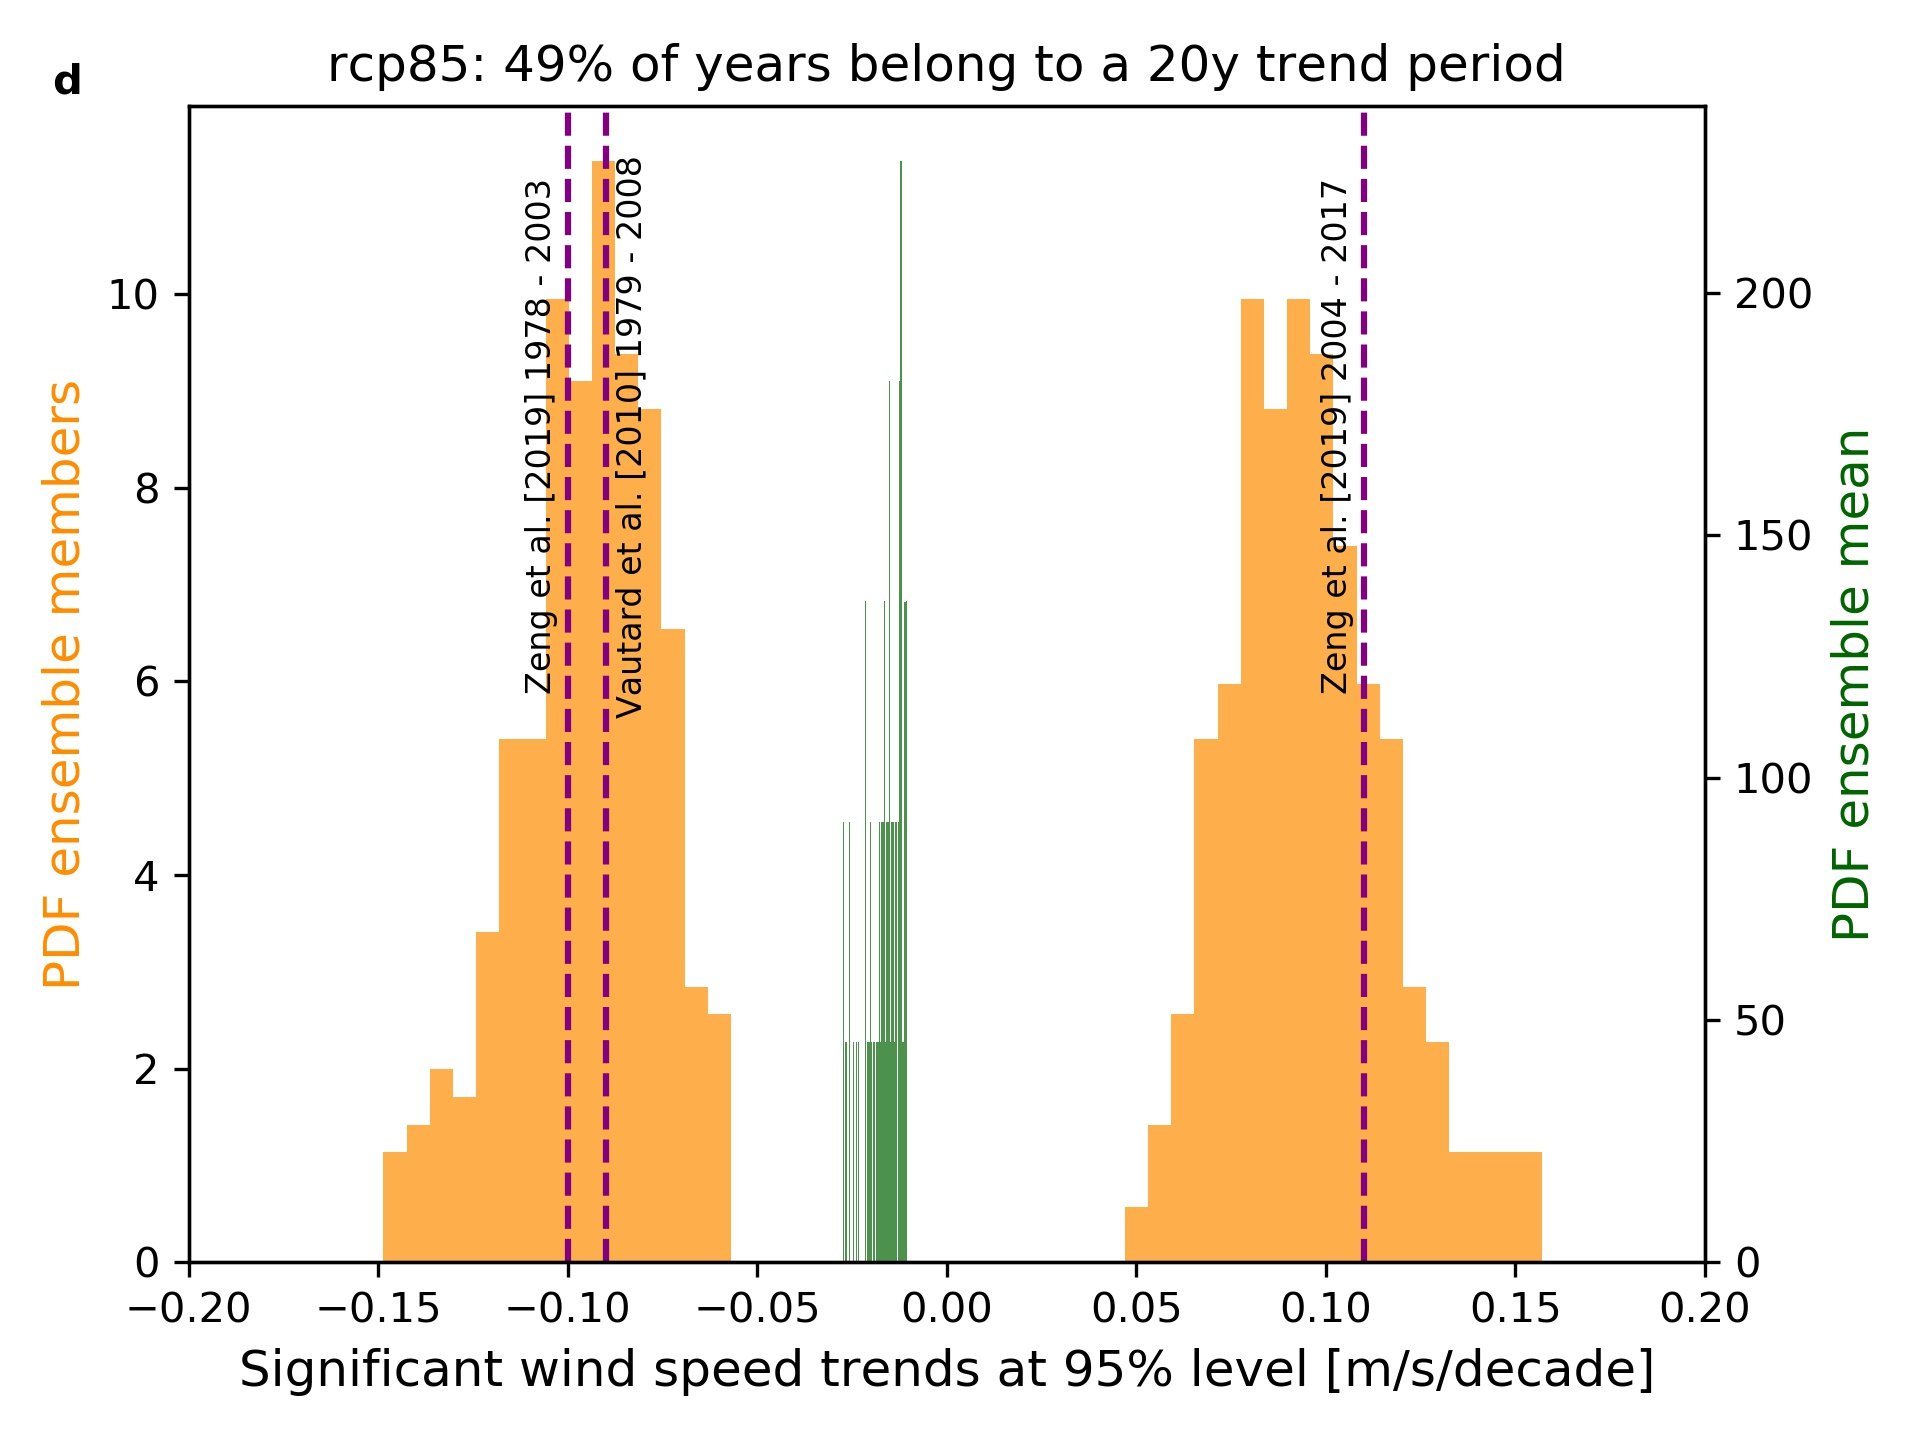 d
rcp85: 49% of years belong to a 20y trend period
PDF ensemble members
10
8
6
4
2
0
Zeng et al. [2019] 1978 - 2003
Vautard et al. [2010] 1979 - 2008
Zeng et al. [2019] 2004 - 2017
200
150
100
50
0
PDF ensemble mean
−0.20 −0.15 −0.10 −0.05 0.00 0.05 0.10 0.15 0.20
Significant wind speed trends at 95% level [m/s/decade]